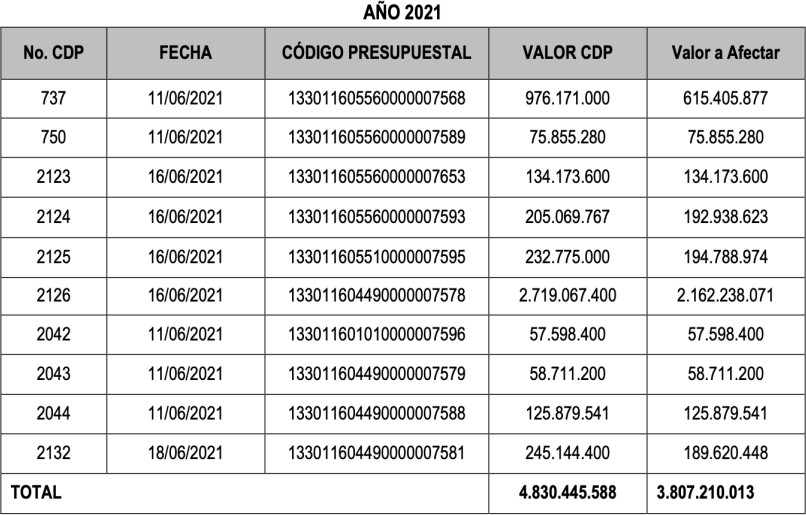 AÑO 2021
No. CDP FECHA CÓDIGO PRESUPUESTAL VALOR CDP Valor a Afectar
737 11/06/2021 133011605560000007568 976.171.000 615.405.877
750 11/06/2021 133011605560000007589 75.855.280 75.855.280
2123 16/06/2021 133011605560000007653 134.173.600 134.173.600
2124 16/06/2021 133011605560000007593 205.069.767 192.938.623
2125 16/06/2021 133011605510000007595 232.775.000 194.788.974
2126 16/06/2021 133011604490000007578 2.719.067.400 2.162.238.071
2042 11/06/2021 133011601010000007596 57.598.400 57.598.400
2043 11/06/2021 133011604490000007579 58.711.200 58.711.200
2044 11/06/2021 133011604490000007588 125.879.541 125.879.541
2132 18/06/2021 133011604490000007581 245.144.400 189.620.448
TOTAL 4.830.445.588 3.807.210.013